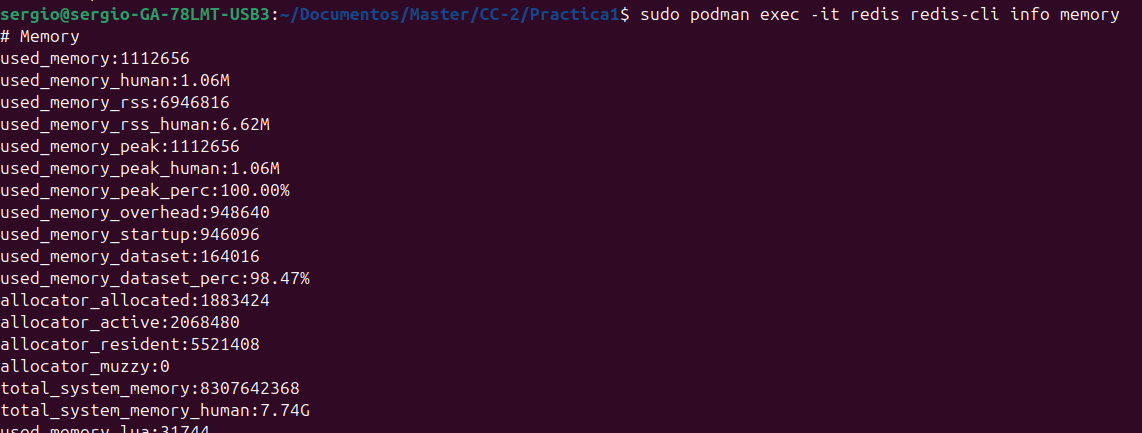 sergio@sergio-GA-78LMT-USB3:~/Documentos/Master/CC-2/Practica1$ sudo podman exec -it redis redis-cli info memory
# Memory
used_memory:1112656
used_memory_human:1.06M
used_memory_rss:6946816
used_memory_rss_human:6.62M
used_memory_peak:1112656
used_memory_peak_human:1.06M
used_memory_peak_perc:100.00%
used_memory_overhead:948640
used_memory_startup:946096
used_memory_dataset:164016
used_memory_dataset_perc:98.47%
allocator_allocated:1883424
allocator_active:2068480
allocator_resident:5521408
allocator_muzzy:0
total_system_memory:8307642368
total_system_memory_human:7.74G
used_memory_lua:31744